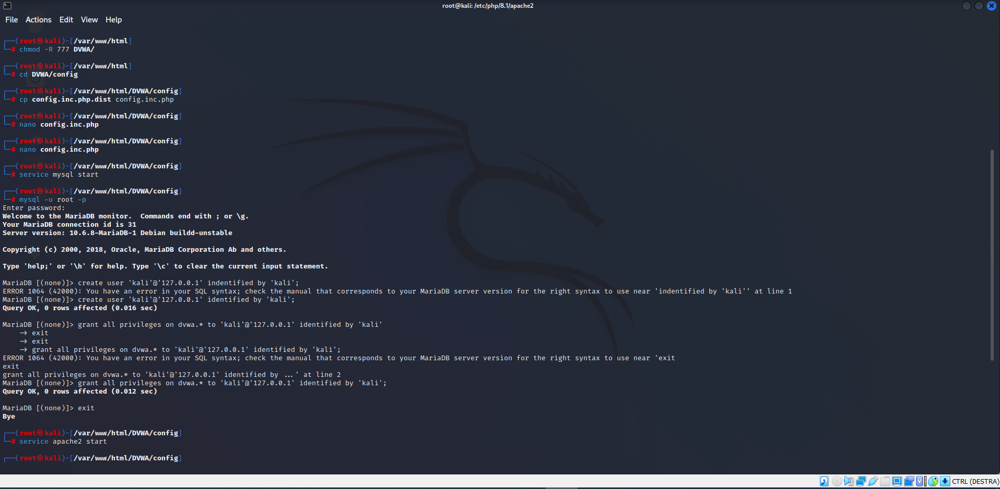 root@kali: /etc/php/8.1/apache2
File Actions Edit View Help
┌──(root㉿kali)-[/var/www/html]
└─# chmod -R 777 DVWA/
┌──(root㉿kali)-[/var/www/html]
└─# cd DVWA/config
┌──(root㉿kali)-[/var/www/html/DVWA/config]
└─# cp config.inc.php.dist config.inc.php
┌──(root㉿kali)-[/var/www/html/DVWA/config]
└─# nano config.inc.php
┌──(root㉿kali)-[/var/www/html/DVWA/config]
└─# nano config.inc.php
Home
┌──(root㉿kali)-[/var/www/html/DVWA/config]
└─# service mysql start
┌──(root㉿kali)-[/var/www/html/DVWA/config]
└─# mysql -u root -p
Enter password:
Welcome to the MariaDB monitor.  Commands end with ; or \g.
Your MariaDB connection id is 31
Server version: 10.6.8-MariaDB-1 Debian buildd-unstable
Copyright (c) 2000, 2018, Oracle, MariaDB Corporation Ab and others.
Type 'help;' or '\h' for help. Type '\c' to clear the current input statement.
MariaDB [(none)]> create user 'kali'@'127.0.0.1' indentified by 'kali';
ERROR 1064 (42000): You have an error in your SQL syntax; check the manual that corresponds to your MariaDB server version for the right syntax to use near 'indentified by 'kali'' at line 1
MariaDB [(none)]> create user 'kali'@'127.0.0.1' identified by 'kali';
Query OK, 0 rows affected (0.016 sec)
MariaDB [(none)]> grant all privileges on dvwa.* to 'kali'@'127.0.0.1' identified by 'kali'
    → exit
    → exit
    → grant all privileges on dvwa.* to 'kali'@'127.0.0.1' identified by 'kali';
ERROR 1064 (42000): You have an error in your SQL syntax; check the manual that corresponds to your MariaDB server version for the right syntax to use near 'exit
exit
grant all privileges on dvwa.* to 'kali'@'127.0.0.1' identified by ...' at line 2
MariaDB [(none)]> grant all privileges on dvwa.* to 'kali'@'127.0.0.1' identified by 'kali';
Query OK, 0 rows affected (0.012 sec)
MariaDB [(none)]> exit
Bye
┌──(root㉿kali)-[/var/www/html/DVWA/config]
└─# service apache2 start
┌──(root㉿kali)-[/var/www/html/DVWA/config]
CTRL (DESTRA)